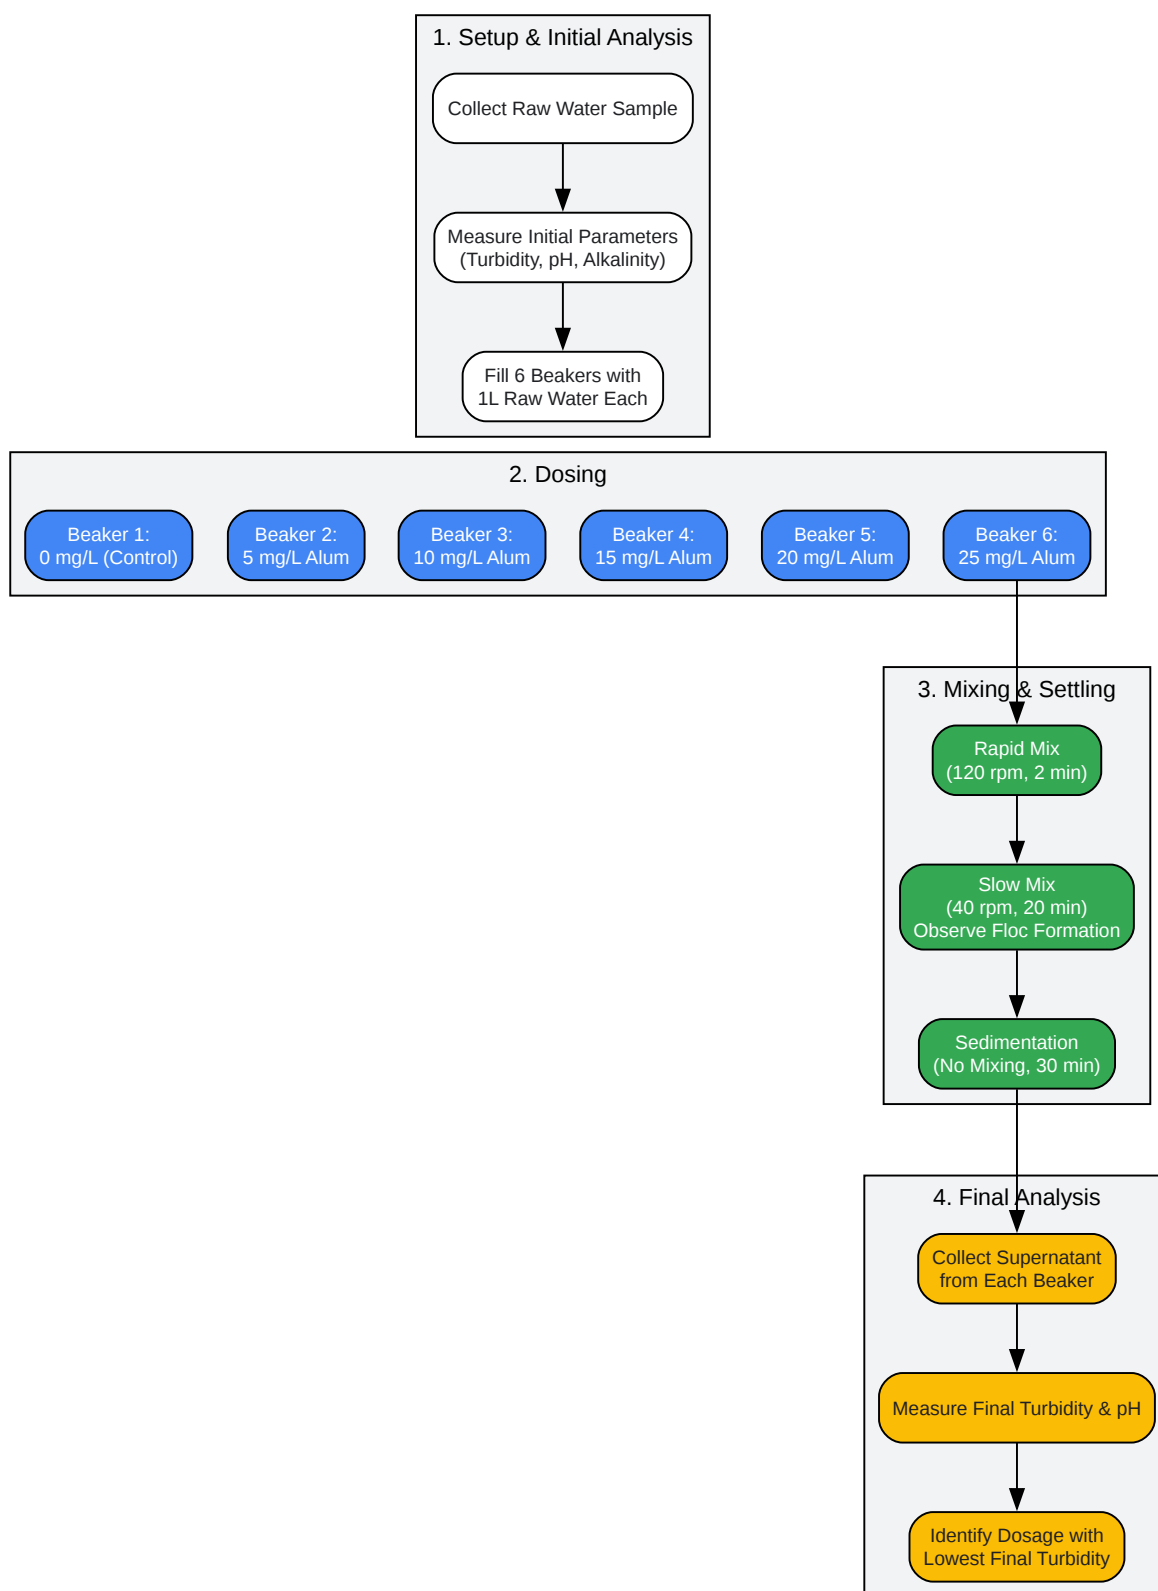 1. Setup & Initial Analysis
Collect Raw Water Sample
Measure Initial Parameters
(Turbidity, pH, Alkalinity)
Fill 6 Beakers with
1L Raw Water Each
2. Dosing
Beaker 1:
0 mg/L (Control)
Beaker 2:
5 mg/L Alum
Beaker 3:
10 mg/L Alum
Beaker 4:
15 mg/L Alum
Beaker 5:
20 mg/L Alum
Beaker 6:
25 mg/L Alum
3. Mixing & Settling
Rapid Mix
(120 rpm, 2 min)
Slow Mix
(40 rpm, 20 min)
Observe Floc Formation
Sedimentation
(No Mixing, 30 min)
4. Final Analysis
Collect Supernatant
from Each Beaker
Measure Final Turbidity & pH
Identify Dosage with
Lowest Final Turbidity